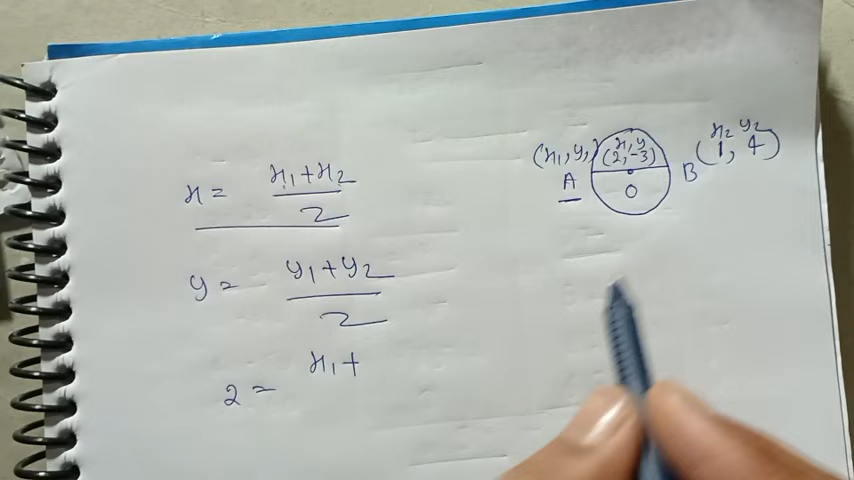 x = x₁+x₂
2
y = y₁+y₂
2
2 = x₁+
x₂ y₂
(x₁, y₁) x, y (1, 4)
(2, -3)
A B
O